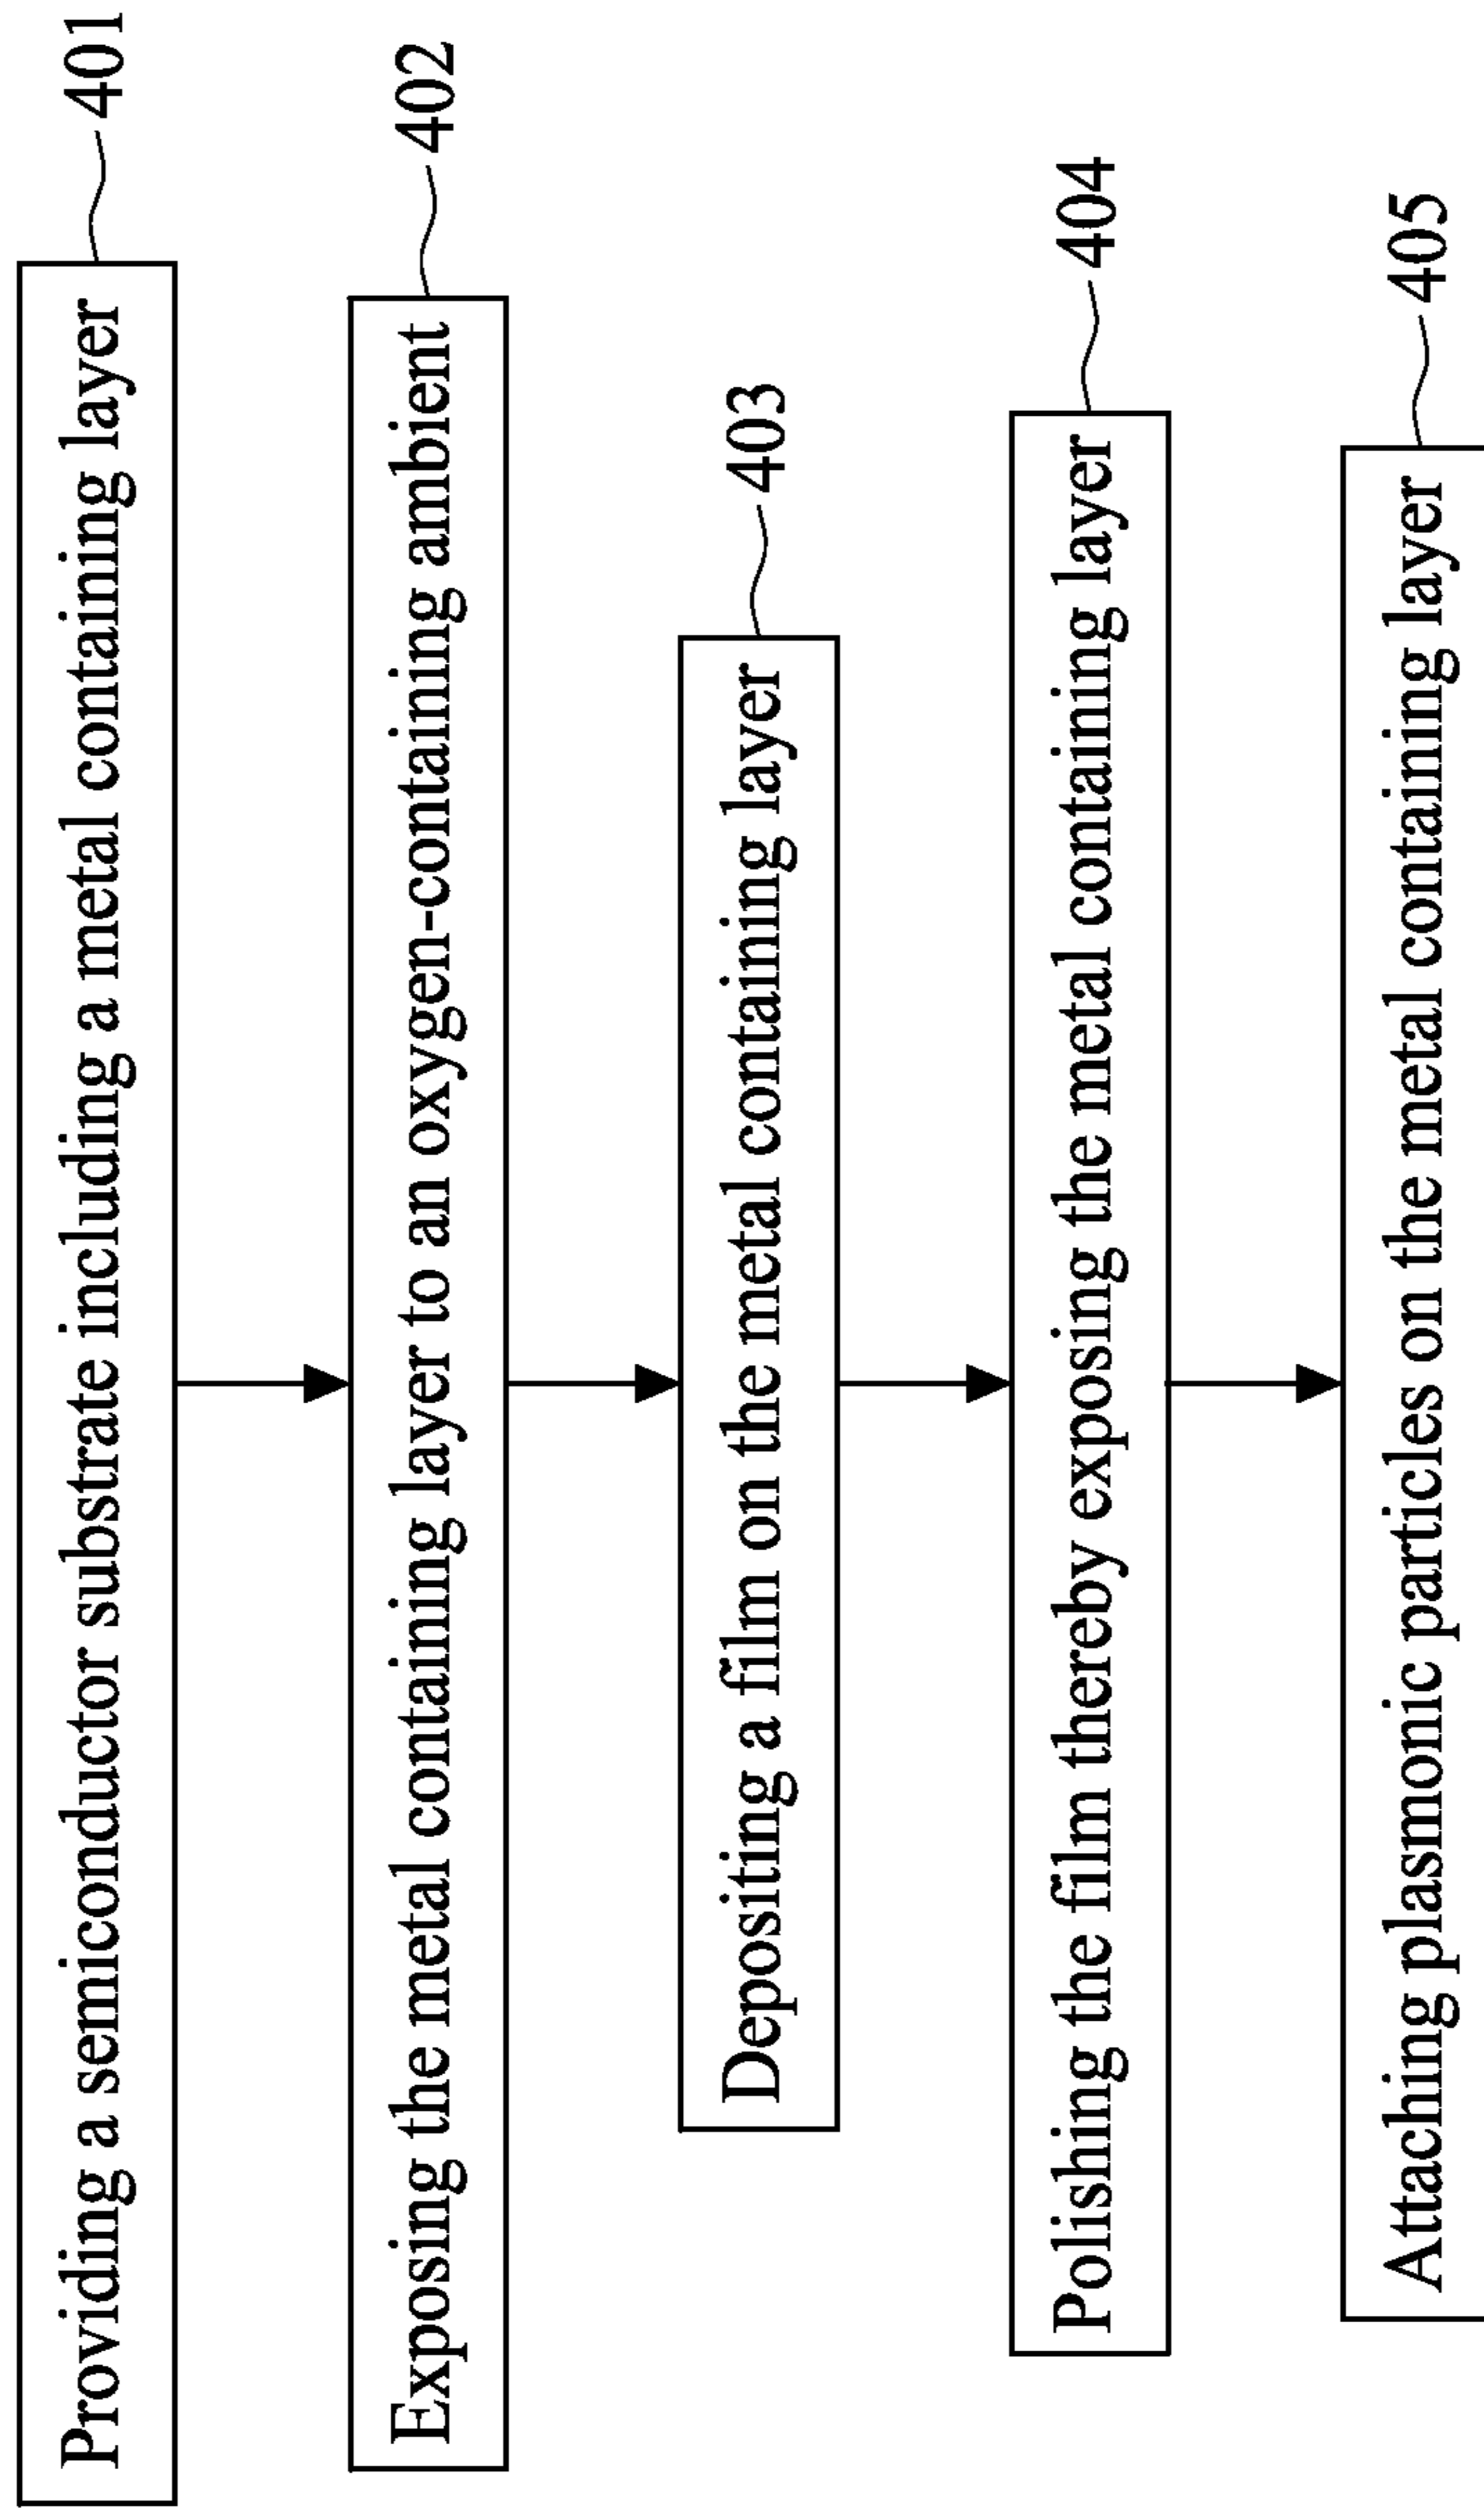 Providing a semiconductor substrate including a metal containing layer
401
Exposing the metal containing layer to an oxygen-containing ambient
402
Depositing a film on the metal containing layer
403
Polishing the film thereby exposing the metal containing layer
404
Attaching plasmonic particles on the metal containing layer
405